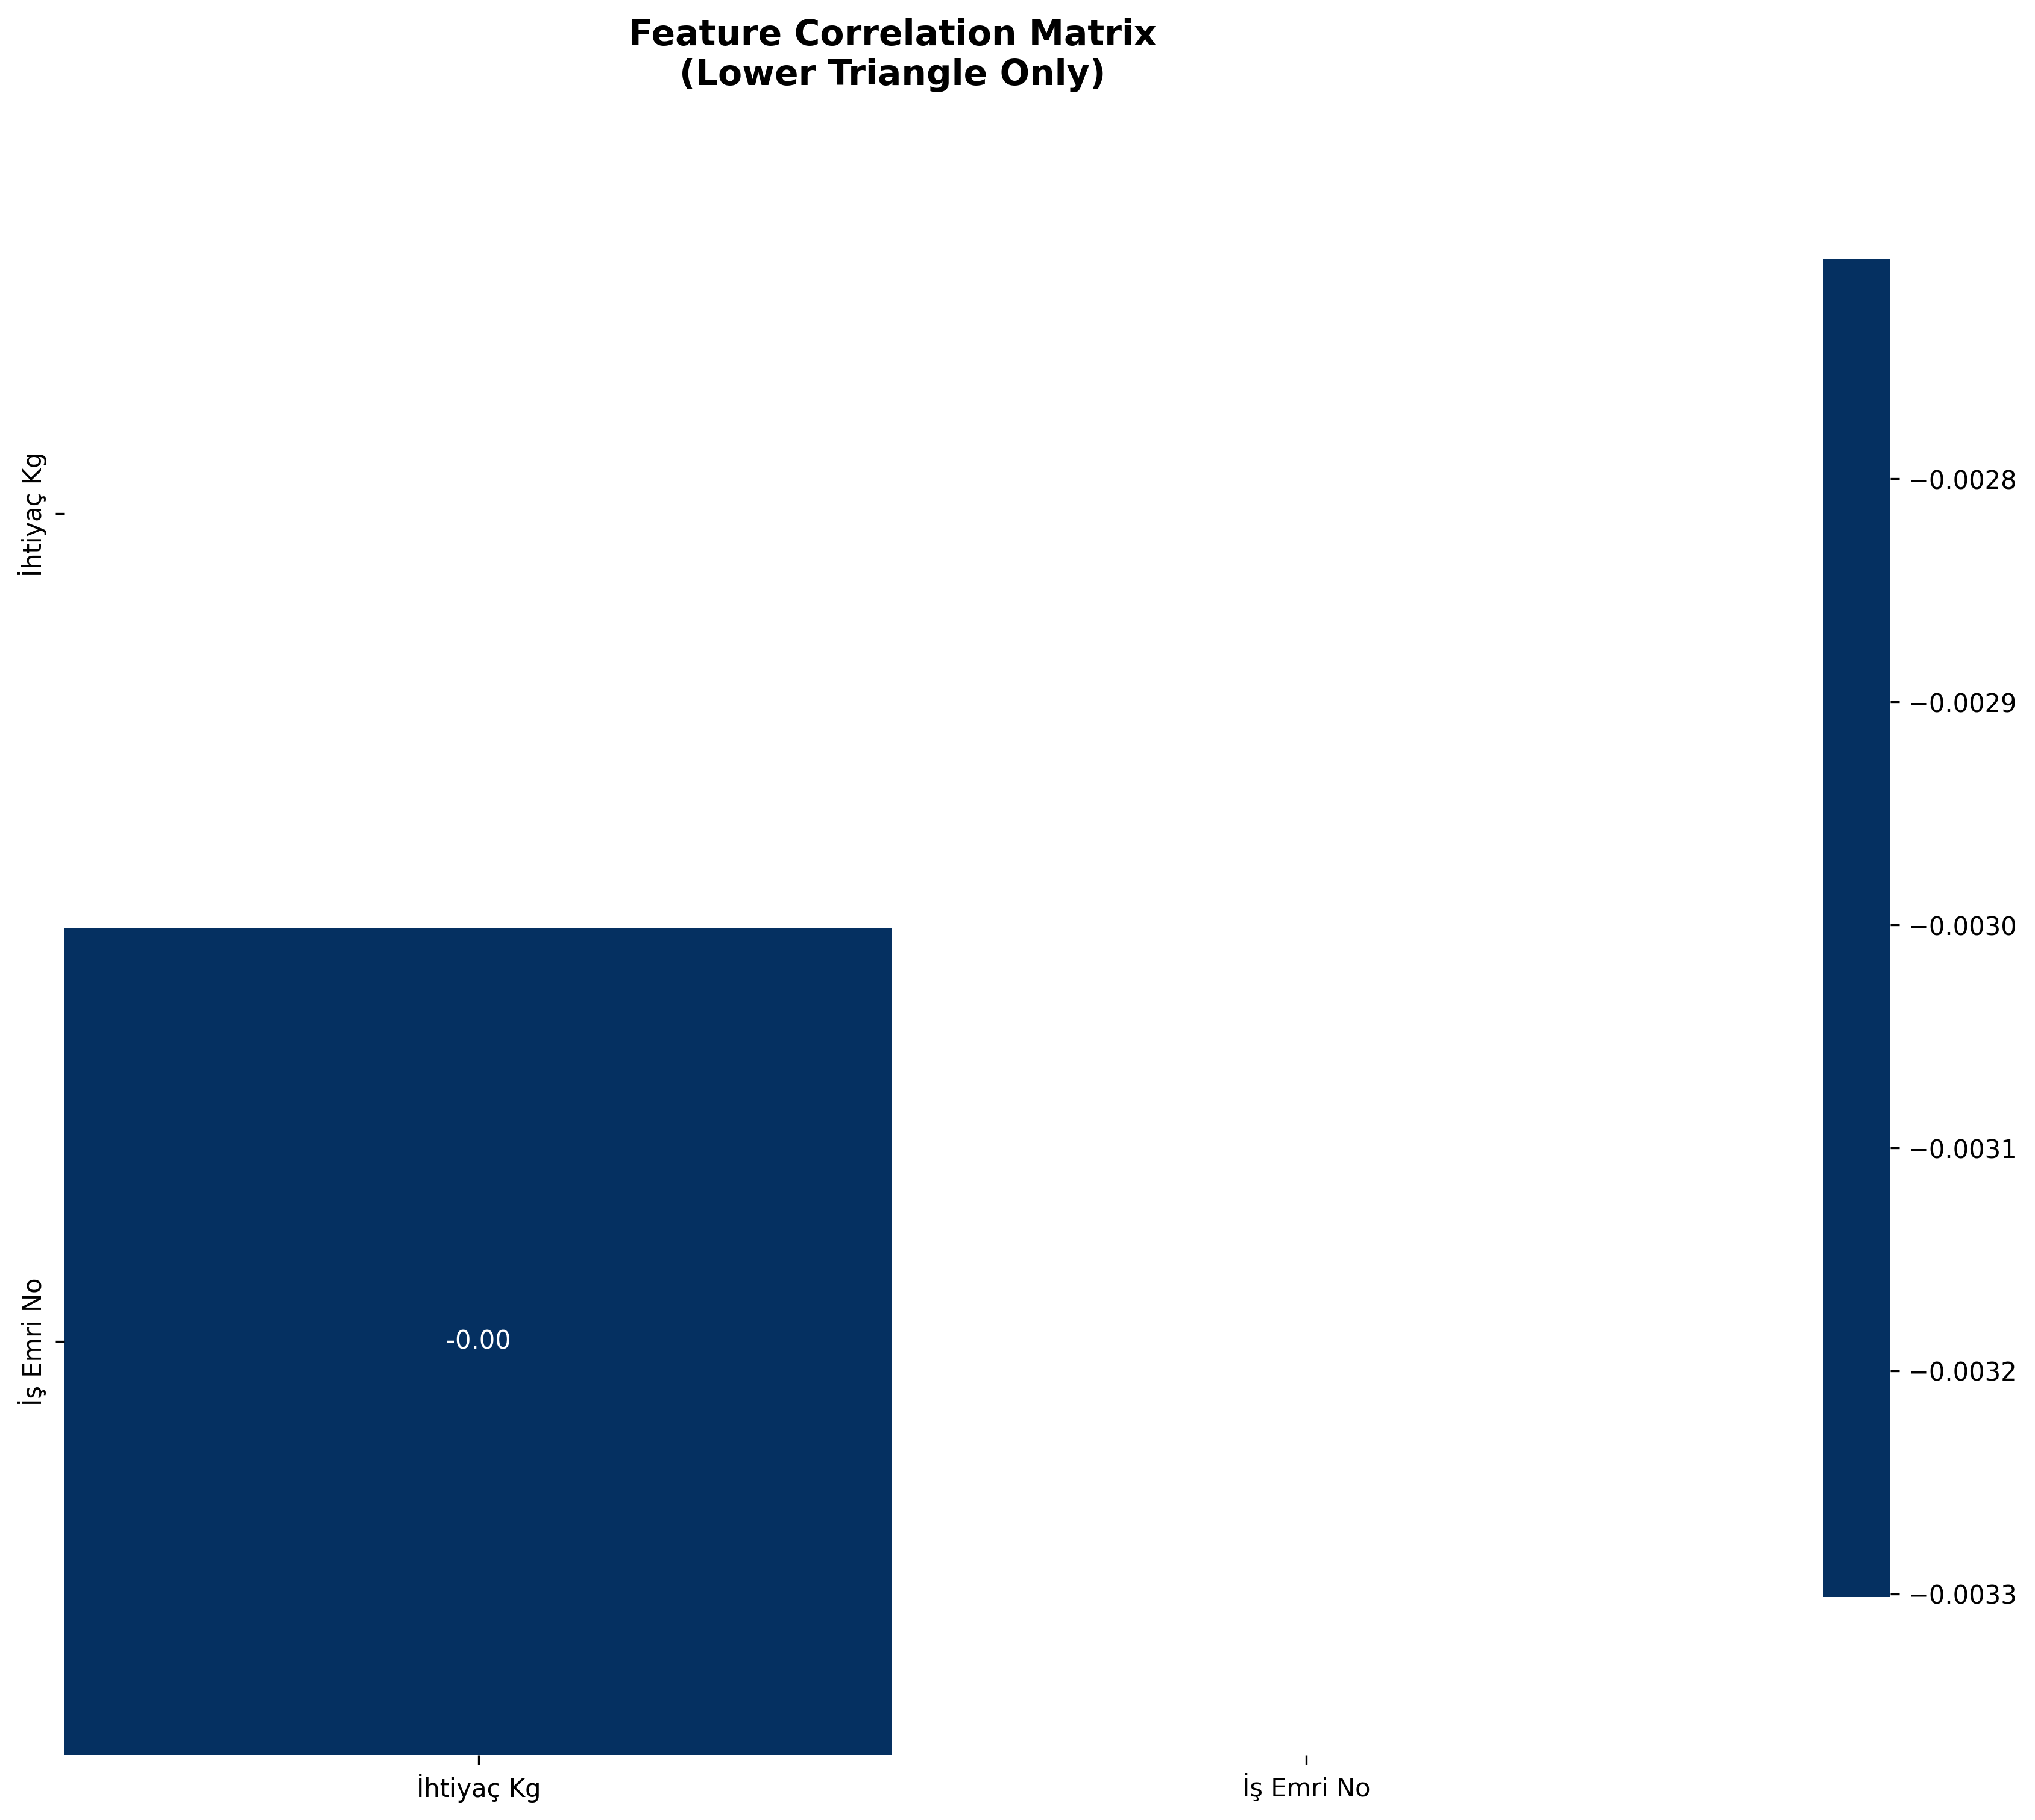 Feature Correlation Matrix
(Lower Triangle Only)
İhtiyaç Kg
İş Emri No
-0.00
İhtiyaç Kg
İş Emri No
−0.0028
−0.0029
−0.0030
−0.0031
−0.0032
−0.0033